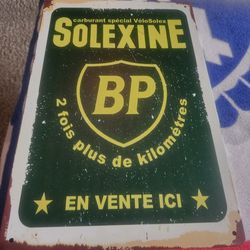 carburant spécial VéloSolex
SOLEXINE
BP
2 fois plus de kilomètres
EN VENTE ICI